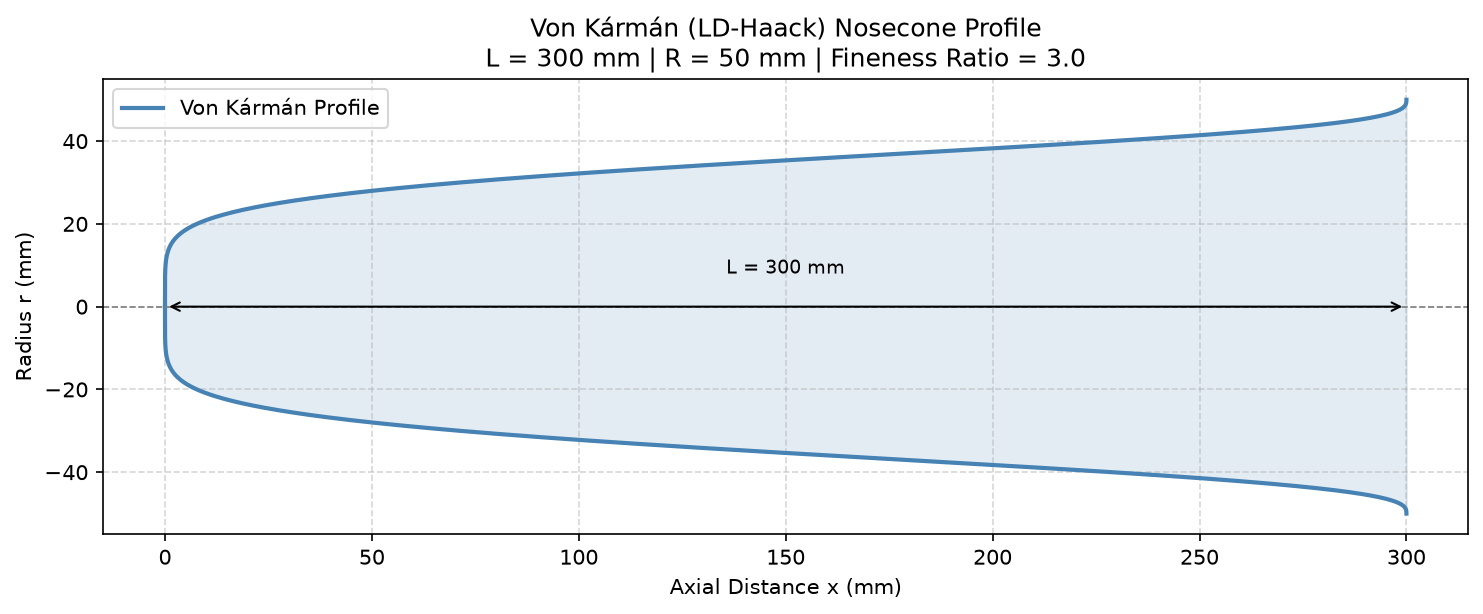 Von Kármán (LD-Haack) Nosecone Profile
L = 300 mm | R = 50 mm | Fineness Ratio = 3.0
Von Kármán Profile
40
20
0
−20
−40
Radius r (mm)
L = 300 mm
0 50 100 150 200 250 300
Axial Distance x (mm)